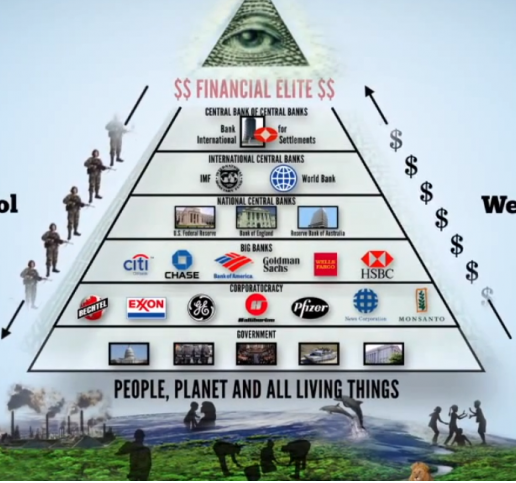 $$ FINANCIAL ELITE $$
CENTRAL BANK OF CENTRAL BANKS
Bank for
International Settlements
INTERNATIONAL CENTRAL BANKS
IMF World Bank
NATIONAL CENTRAL BANKS
U.S. Federal Reserve Bank of England Reserve Bank of Australia
BIG BANKS
citi CHASE Bank of America Goldman Sachs WELLS FARGO HSBC
CORPORATOCRACY
BECHTEL EXXON GE Halliburton Pfizer News Corporation MONSANTO
GOVERNMENT
PEOPLE, PLANET AND ALL LIVING THINGS
ol
We
$
$
$
$
$
$
$